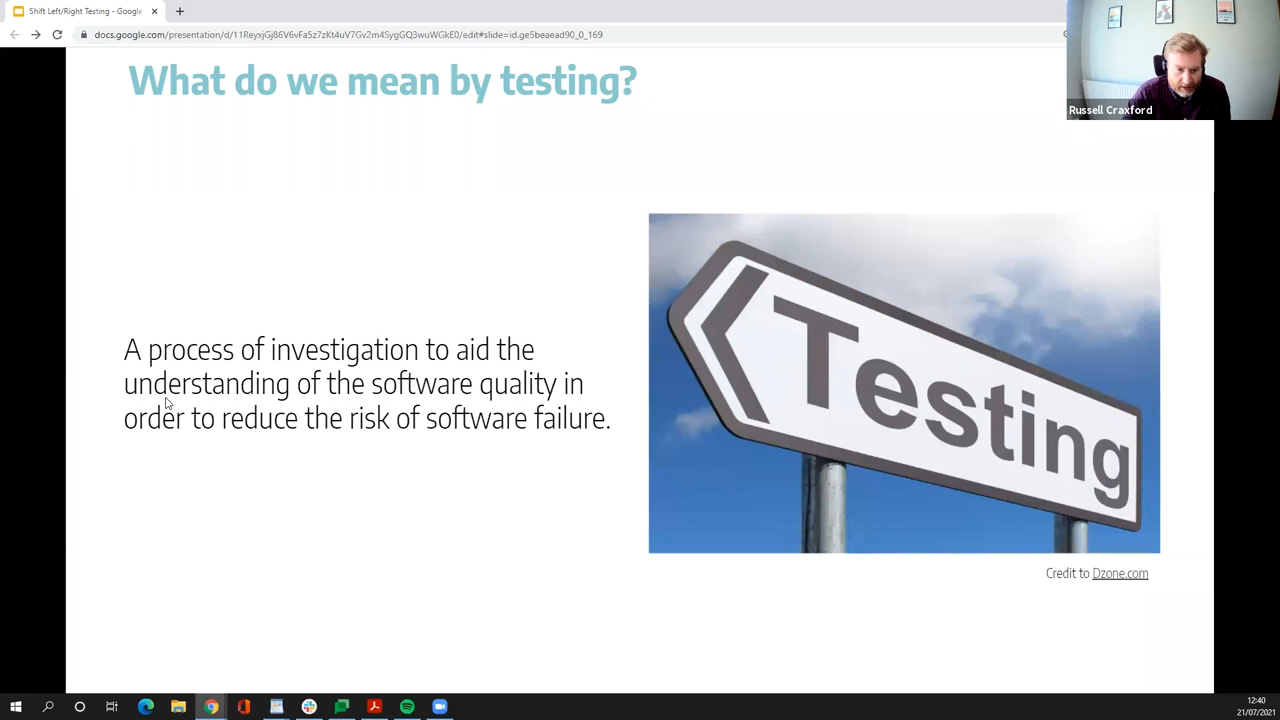 Shift Left/Right Testing - Google
docs.google.com/presentation/d/11ReyxjGj86V6vFa5z7zKt4uV7Gv2m4SygGQ3wuWGkE0/edit#slide=id.ge5beaead90_0_169
Russell Craxford
What do we mean by testing?
A process of investigation to aid the
understanding of the software quality in
order to reduce the risk of software failure.
Testing
Credit to Dzone.com
12:40
21/07/2021